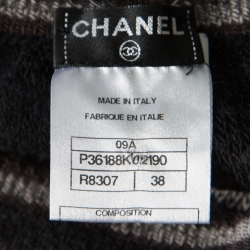 CHANEL
MADE IN ITALY
FABRIQUE EN ITALIE
09A
P36188K02190
R8307 38
COMPOSITION